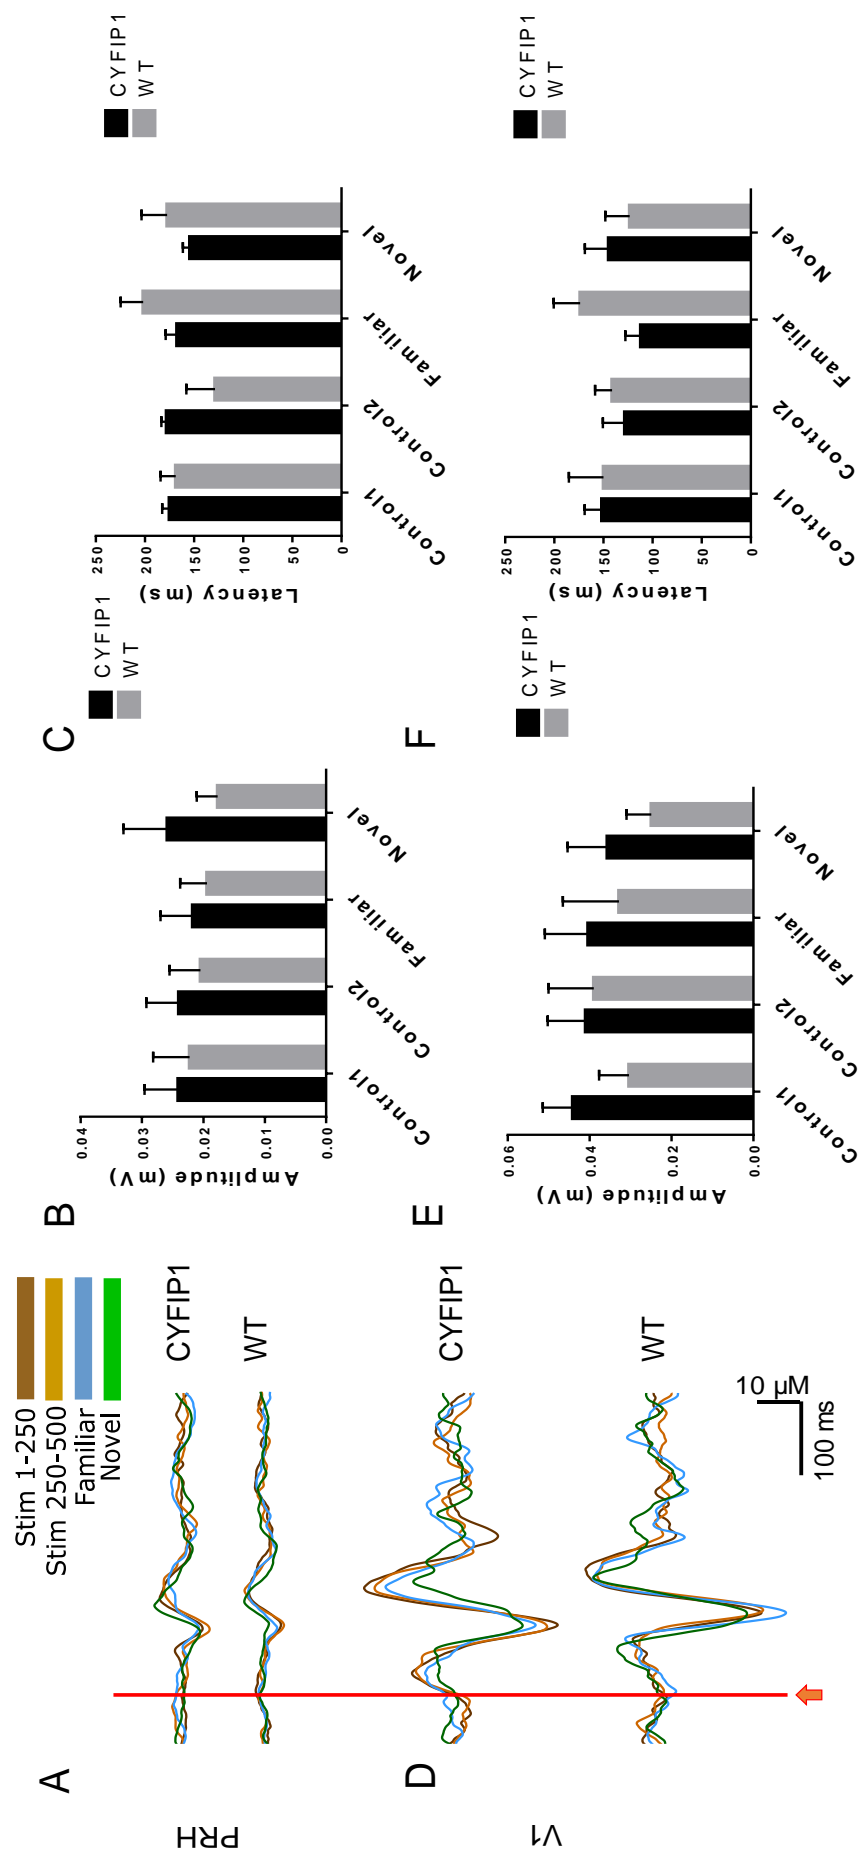 A
PRH
Stim 1-250
Stim 250-500
Familiar
Novel
CYFIP1
WT
B
Amplitude (mV)
0.04
0.03
0.02
0.01
0.00
Control1
Control2
Familiar
Novel
CYFIP1
WT
C
Latency (ms)
250
200
150
100
50
0
Control1
Control2
Familiar
Novel
CYFIP1
WT
D
V1
CYFIP1
WT
10 µM
100 ms
E
Amplitude (mV)
0.06
0.04
0.02
0.00
Control1
Control2
Familiar
Novel
CYFIP1
WT
F
Latency (ms)
250
200
150
100
50
0
Control1
Control2
Familiar
Novel
CYFIP1
WT